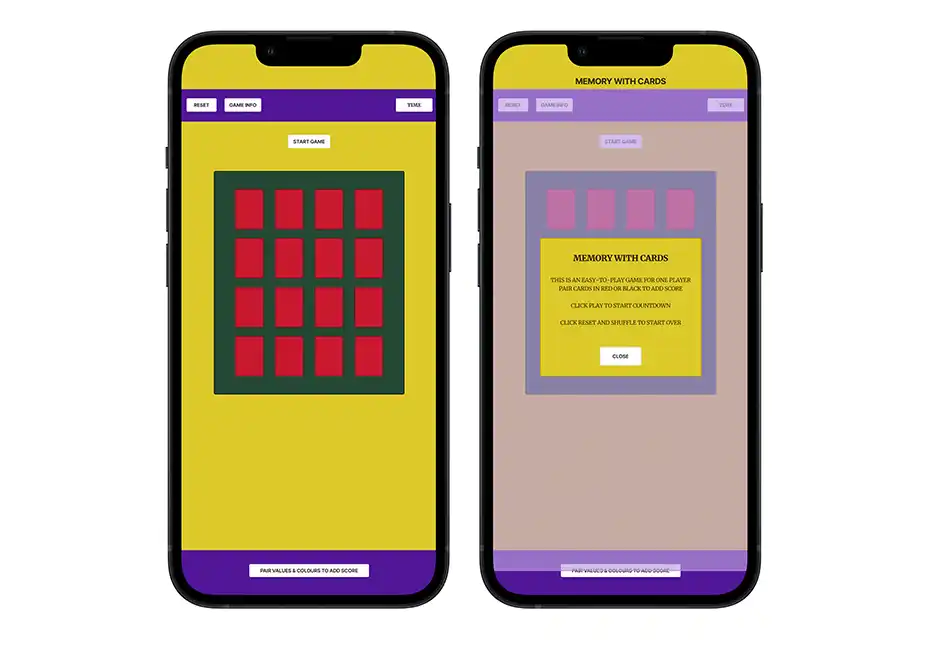 RESET
GAME INFO
TIME
START GAME
PAIR VALUES & COLOURS TO ADD SCORE
MEMORY WITH CARDS
RESET
GAME INFO
TIME
START GAME
MEMORY WITH CARDS
THIS IS AN EASY-TO-PLAY GAME FOR ONE PLAYER
PAIR CARDS IN RED OR BLACK TO ADD SCORE
CLICK PLAY TO START COUNTDOWN
CLICK RESET AND SHUFFLE TO START OVER
CLOSE
PAIR VALUES & COLOURS TO ADD SCORE